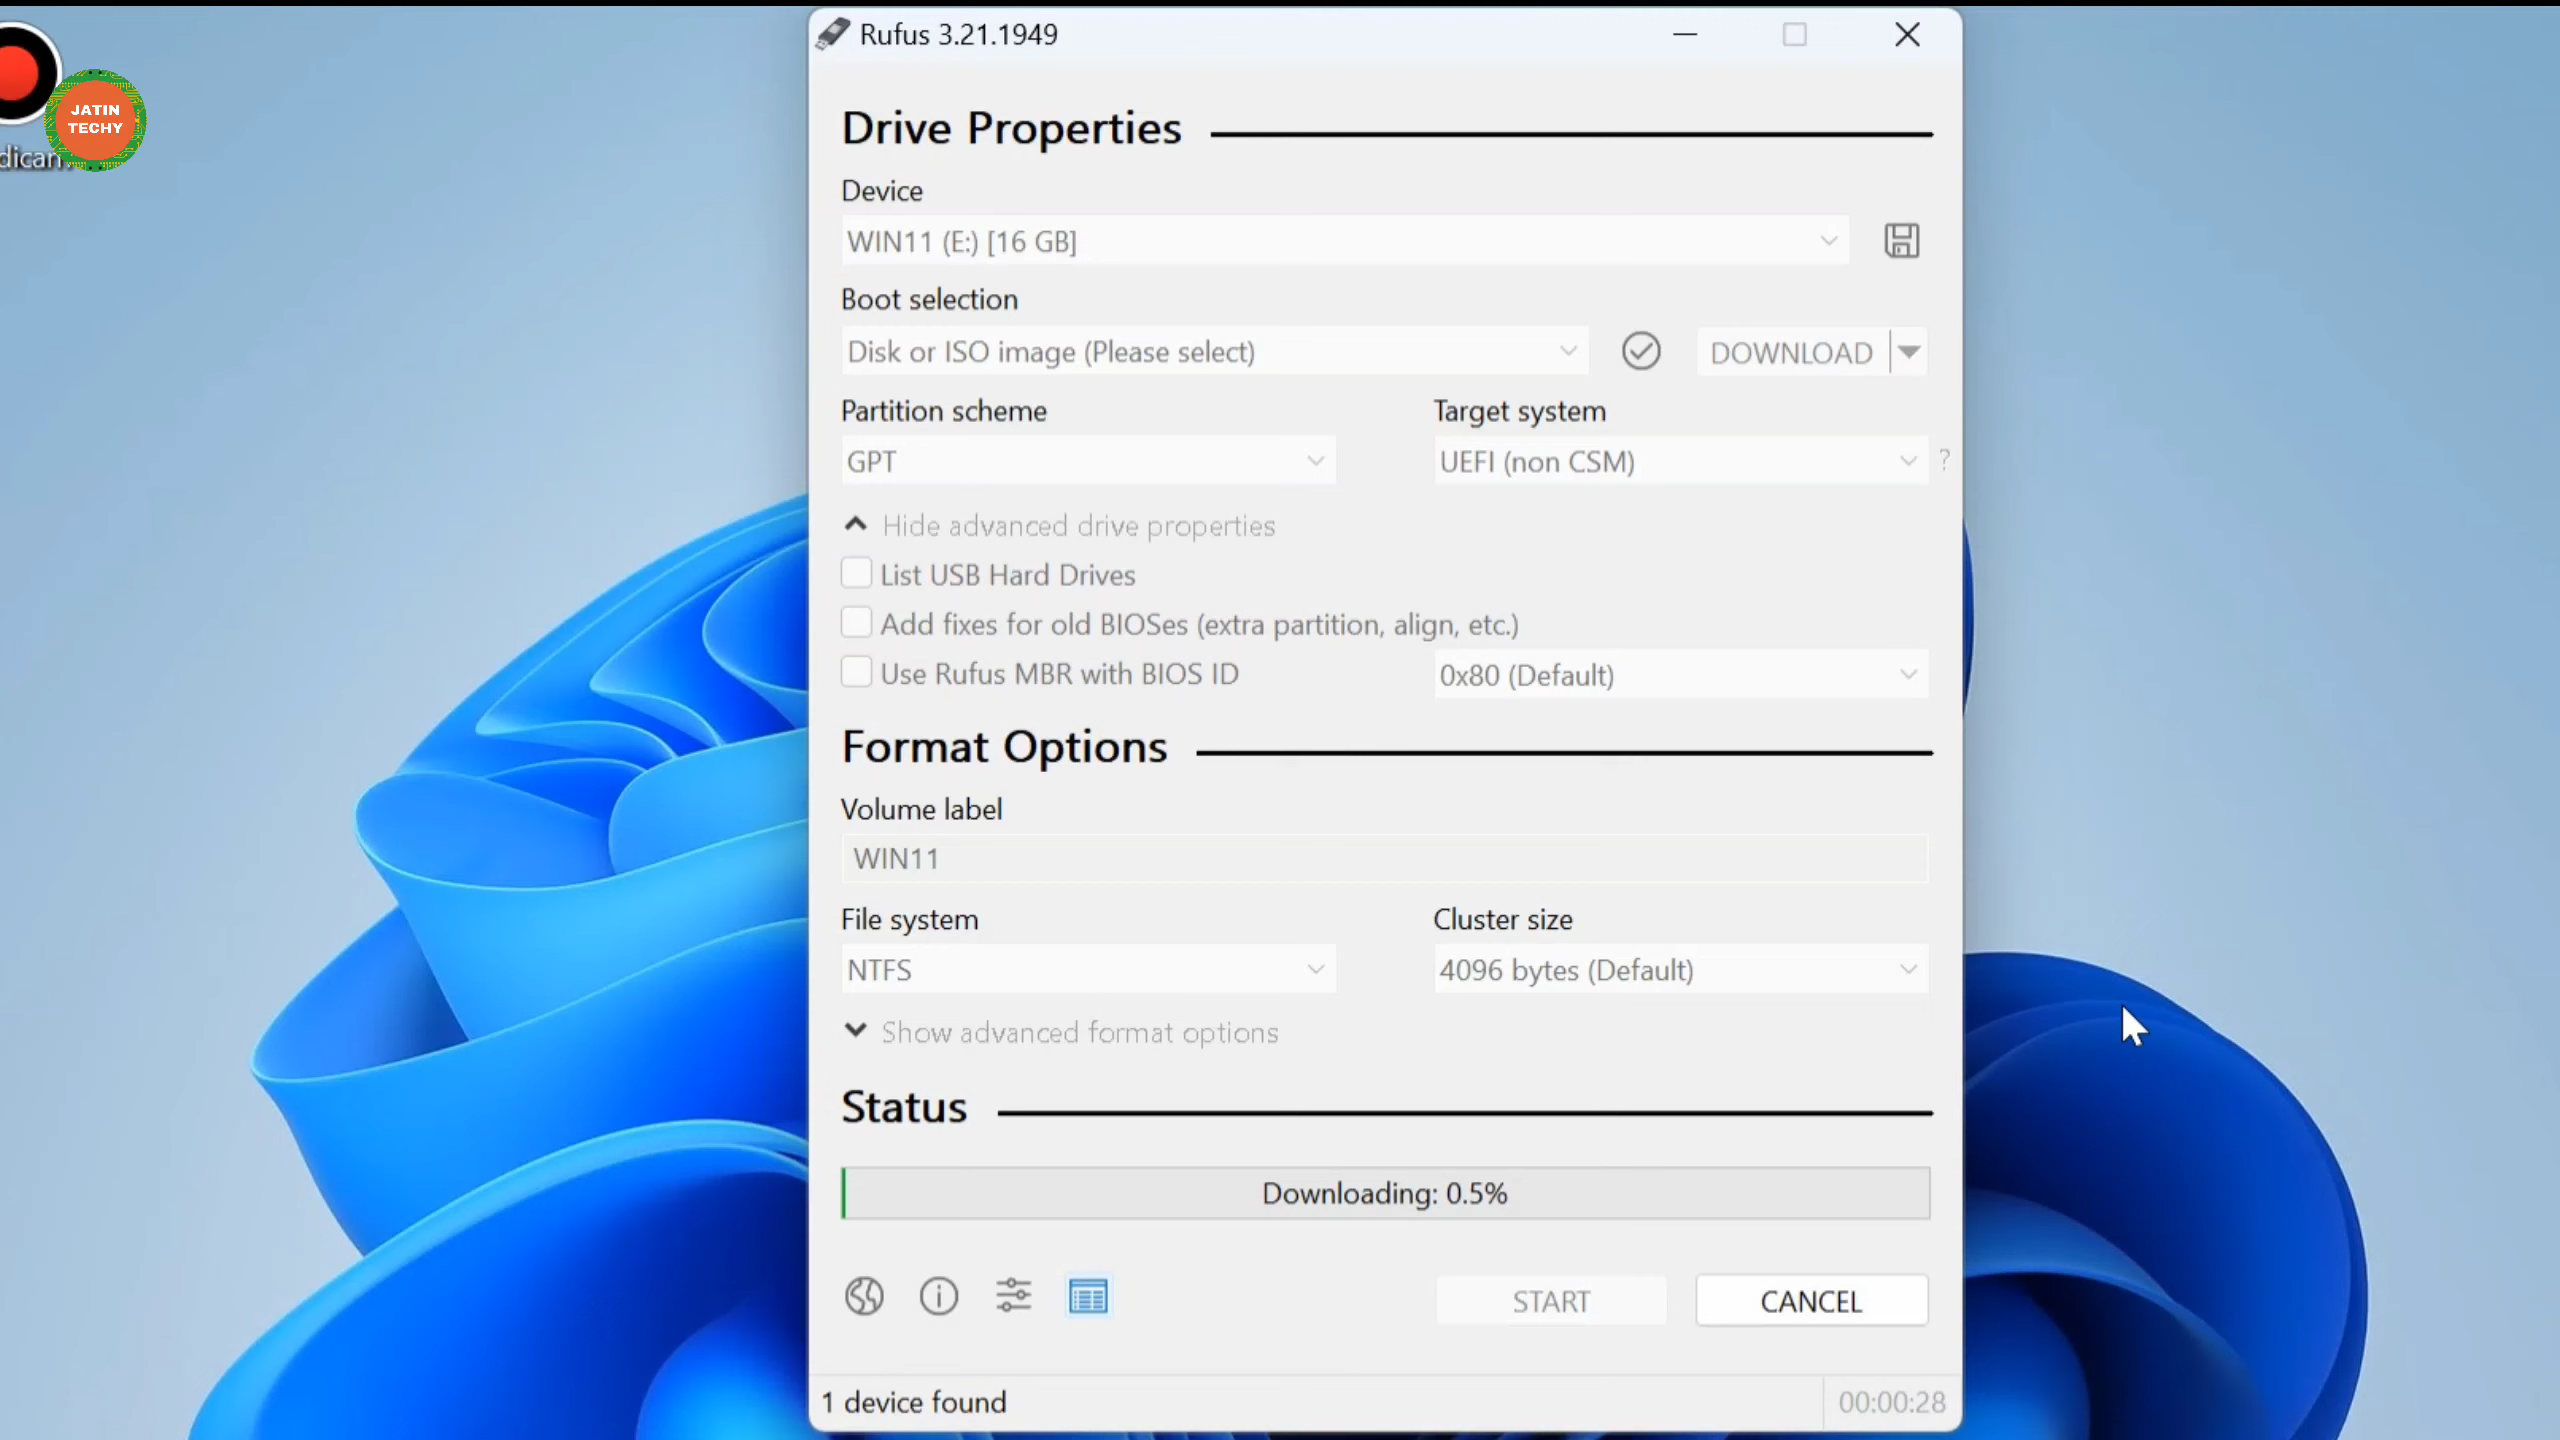 Rufus 3.21.1949
JATIN
TECHY
Drive Properties
Device
WIN11 (E:) [16 GB]
Boot selection
Disk or ISO image (Please select)
DOWNLOAD
Partition scheme
Target system
GPT
UEFI (non CSM)
?
Hide advanced drive properties
List USB Hard Drives
Add fixes for old BIOSes (extra partition, align, etc.)
Use Rufus MBR with BIOS ID
0x80 (Default)
Format Options
Volume label
WIN11
File system
Cluster size
NTFS
4096 bytes (Default)
Show advanced format options
Status
Downloading: 0.5%
START
CANCEL
1 device found
00:00:28